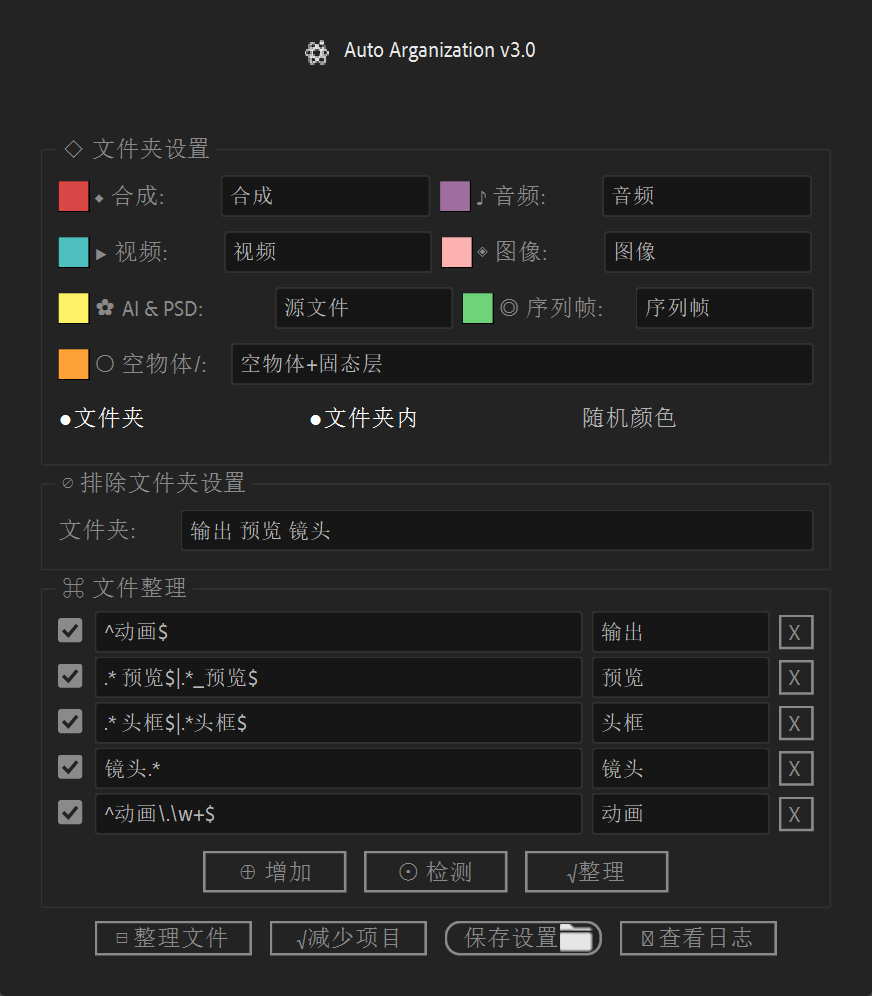 Auto Arganization v3.0
◇ 文件夹设置
⬥ 合成: 合成 ♪ 音频: 音频
▶ 视频: 视频 ◈ 图像: 图像
✿ AI & PSD: 源文件 ◎ 序列帧: 序列帧
○ 空物体/: 空物体+固态层
●文件夹 ●文件夹内 随机颜色
⊘ 排除文件夹设置
文件夹: 输出 预览 镜头
⌘ 文件整理
^动画$ 输出 X
.* 预览$|.*_预览$ 预览 X
.* 头框$|.*头框$ 头框 X
镜头.* 镜头 X
^动画\.\w+$ 动画 X
⊕ 增加 ⊙ 检测 √整理
⊟ 整理文件 √减少项目 保存设置 查看日志